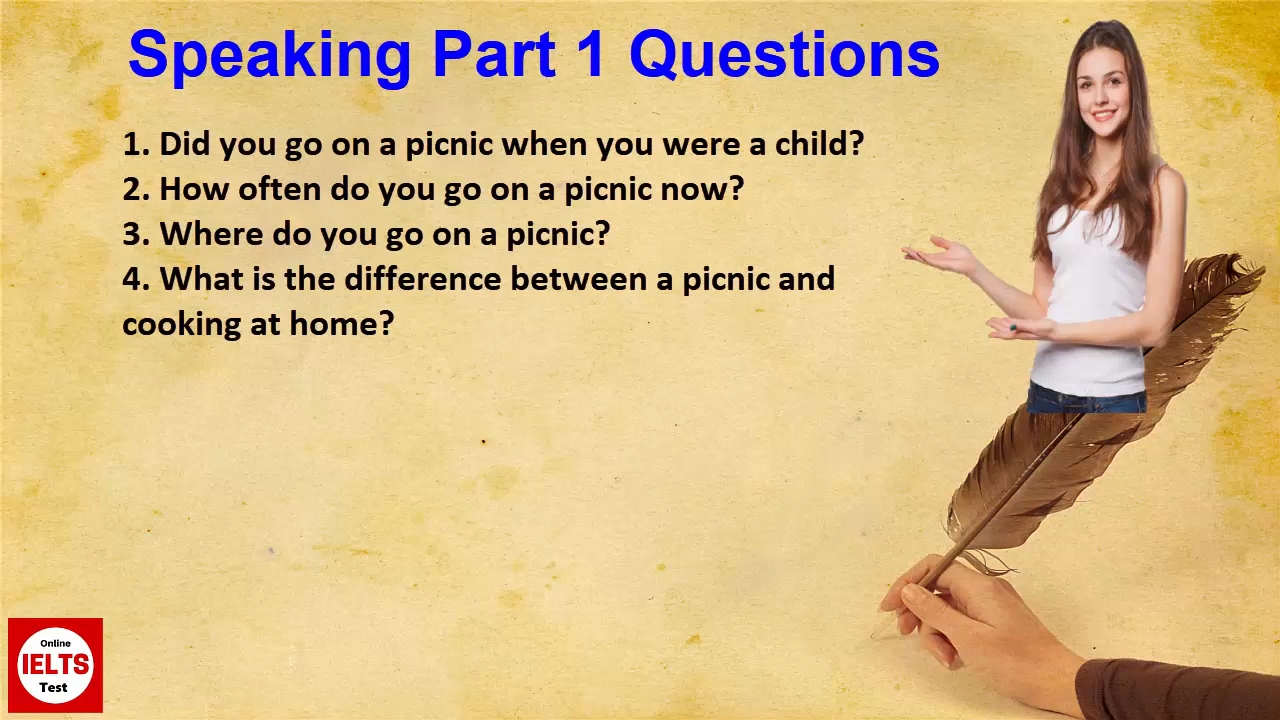 Speaking Part 1 Questions
1. Did you go on a picnic when you were a child?
2. How often do you go on a picnic now?
3. Where do you go on a picnic?
4. What is the difference between a picnic and
cooking at home?
Online
IELTS
Test